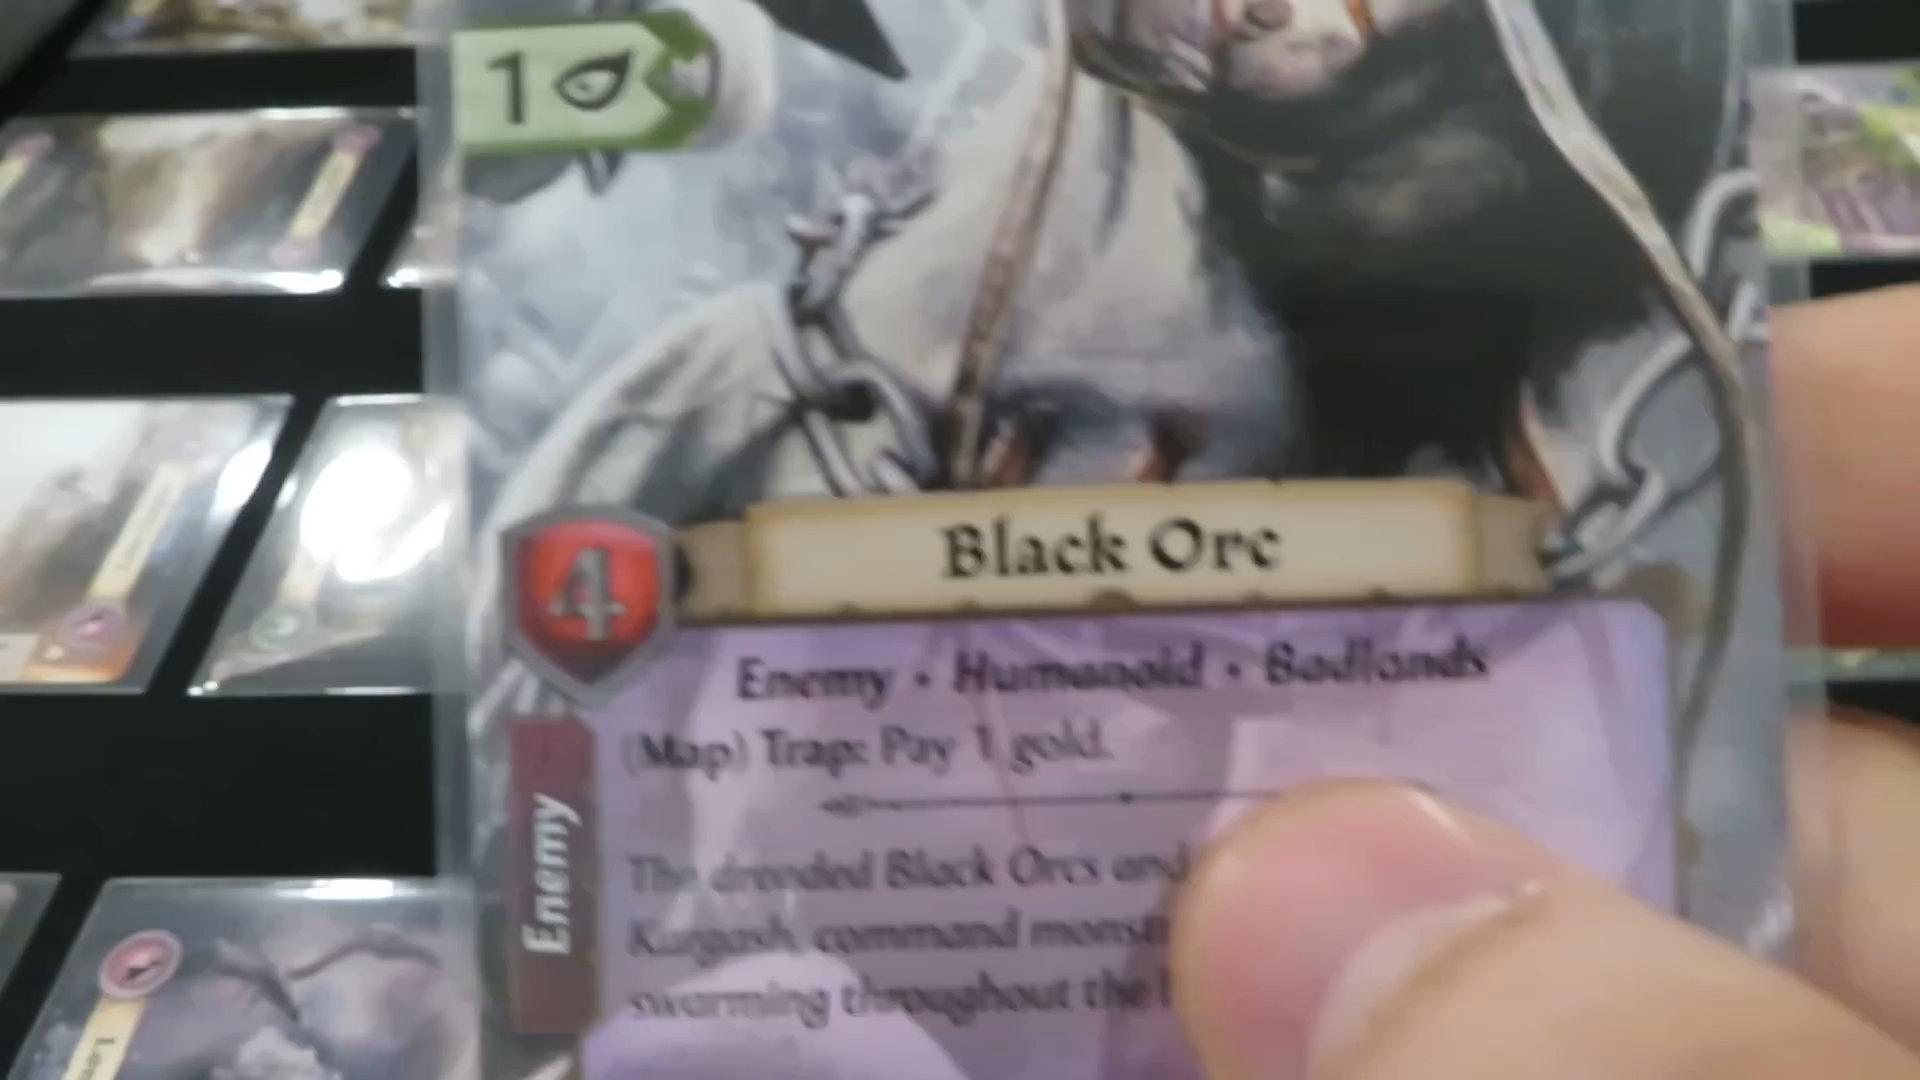 1
Black Orc
4
Enemy • Humanoid • Badlands
(Map) Trap: Pay 1 gold.
Enemy
The dreaded Black Orcs and
Kurgash, command
swarming throughout the